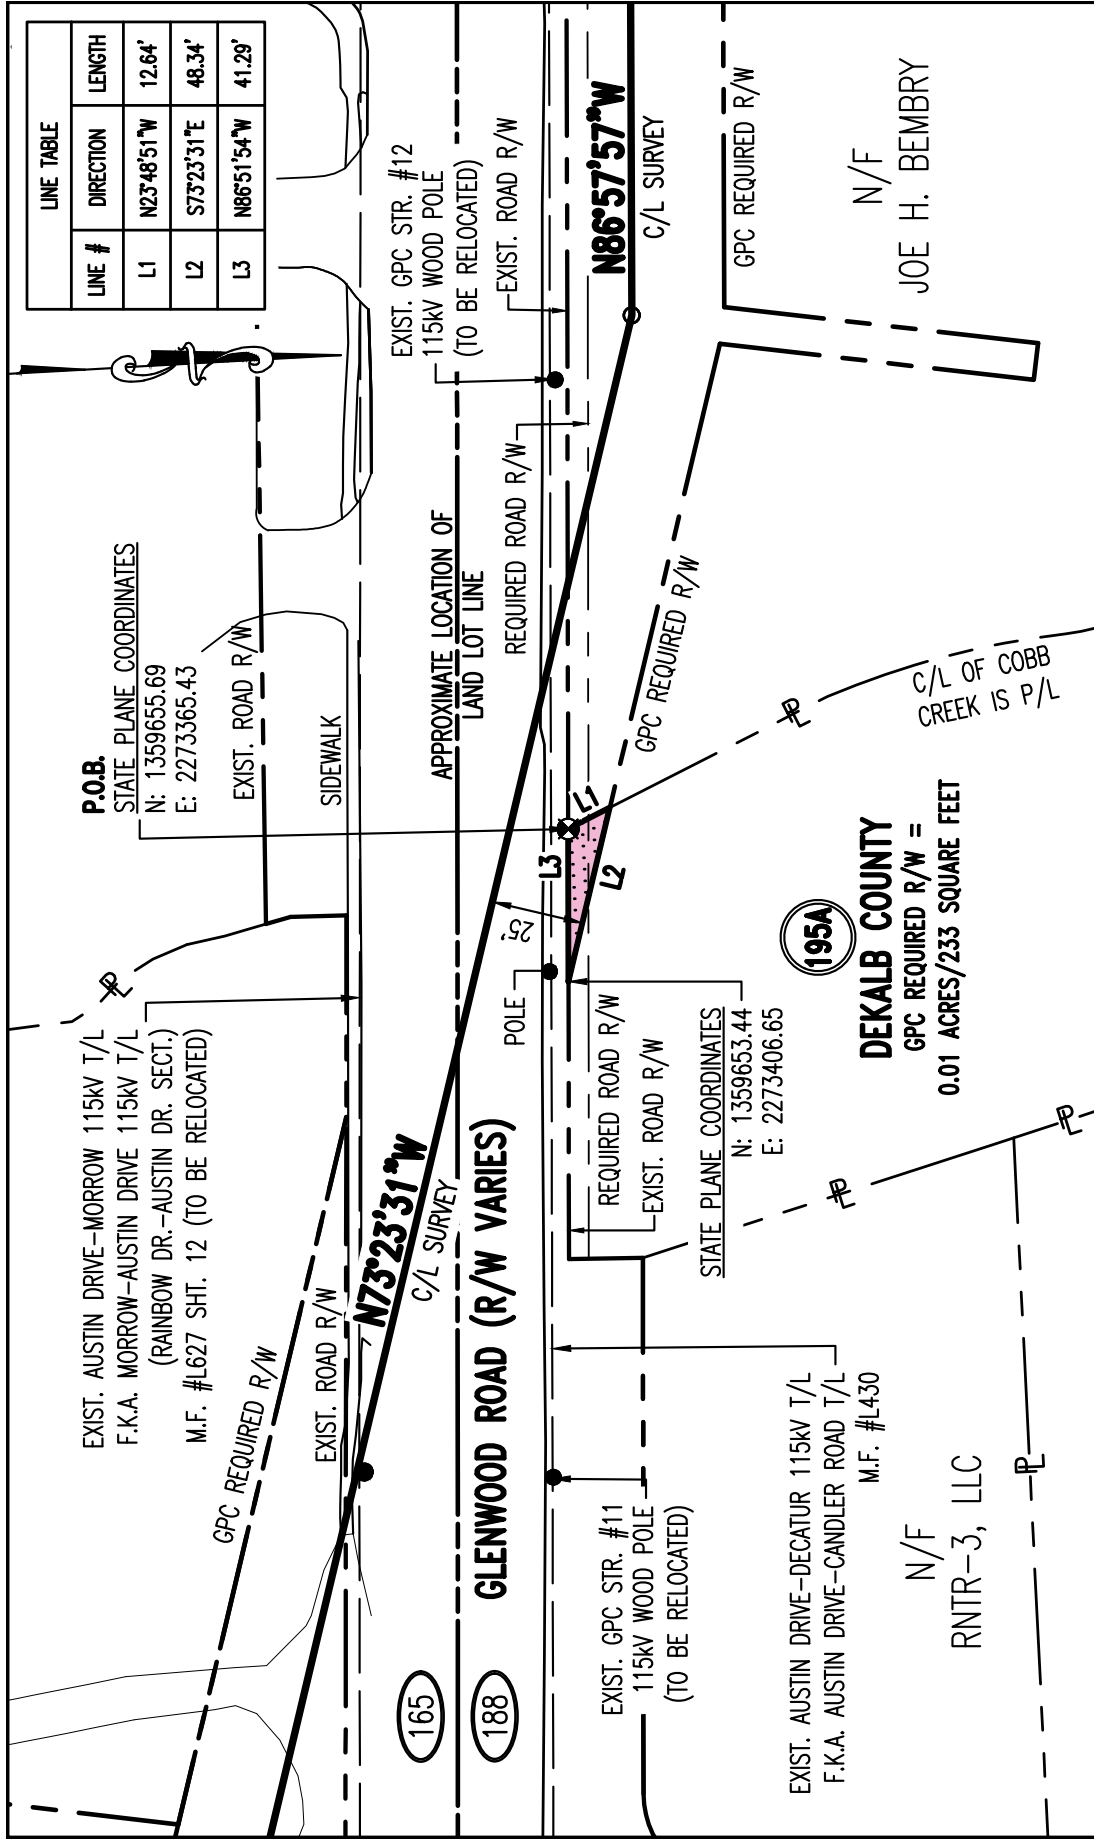 LINE TABLE
LINE # DIRECTION LENGTH
L1 N23°48'51"W 12.64'
L2 S73°23'31"E 48.34'
L3 N86°51'54"W 41.29'
P.O.B.
STATE PLANE COORDINATES
N: 1359655.69
E: 2273365.43
EXIST. ROAD R/W
SIDEWALK
EXIST. AUSTIN DRIVE-MORROW 115kV T/L
F.K.A. MORROW-AUSTIN DRIVE 115kV T/L
(RAINBOW DR.-AUSTIN DR. SECT.)
M.F. #L627 SHT. 12 (TO BE RELOCATED)
GPC REQUIRED R/W
EXIST. ROAD R/W
N73°23'31"W
C/L SURVEY
APPROXIMATE LOCATION OF
LAND LOT LINE
EXIST. GPC STR. #12
115kV WOOD POLE
(TO BE RELOCATED)
EXIST. ROAD R/W
REQUIRED ROAD R/W
N86°57'57"W
C/L SURVEY
165
188
GLENWOOD ROAD (R/W VARIES)
POLE
25'
L3
L1
L2
GPC REQUIRED R/W
GPC REQUIRED R/W
N/F
JOE H. BEMBRY
C/L OF COBB
CREEK IS P/L
REQUIRED ROAD R/W
EXIST. ROAD R/W
STATE PLANE COORDINATES
N: 1359653.44
E: 2273406.65
195A
DEKALB COUNTY
GPC REQUIRED R/W =
0.01 ACRES/233 SQUARE FEET
EXIST. GPC STR. #11
115kV WOOD POLE
(TO BE RELOCATED)
EXIST. AUSTIN DRIVE-DECATUR 115kV T/L
F.K.A. AUSTIN DRIVE-CANDLER ROAD T/L
M.F. #L430
N/F
RNTR-3, LLC
PL
PL
PL
PL
PL